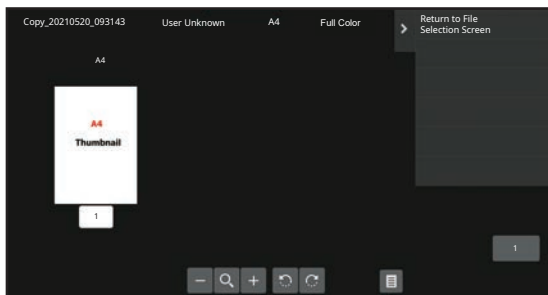 Copy_20210520_093143 User Unknown A4 Full Color
Return to File
Selection Screen
A4
A4
Thumbnail
1
1